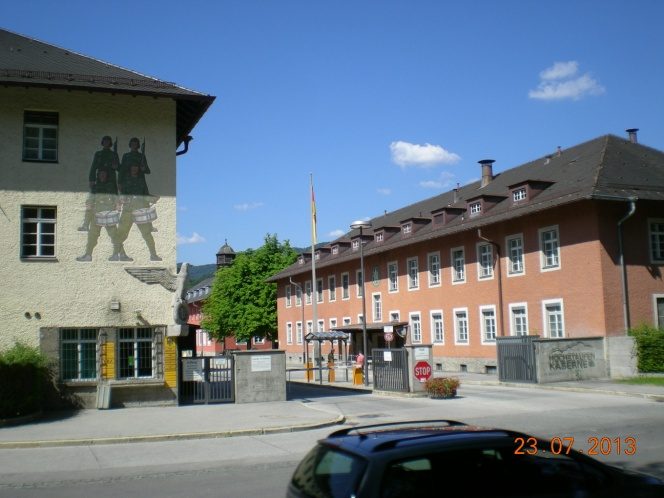 HOCHSTAUFEN
KASERNE
STOP
23.07.2013